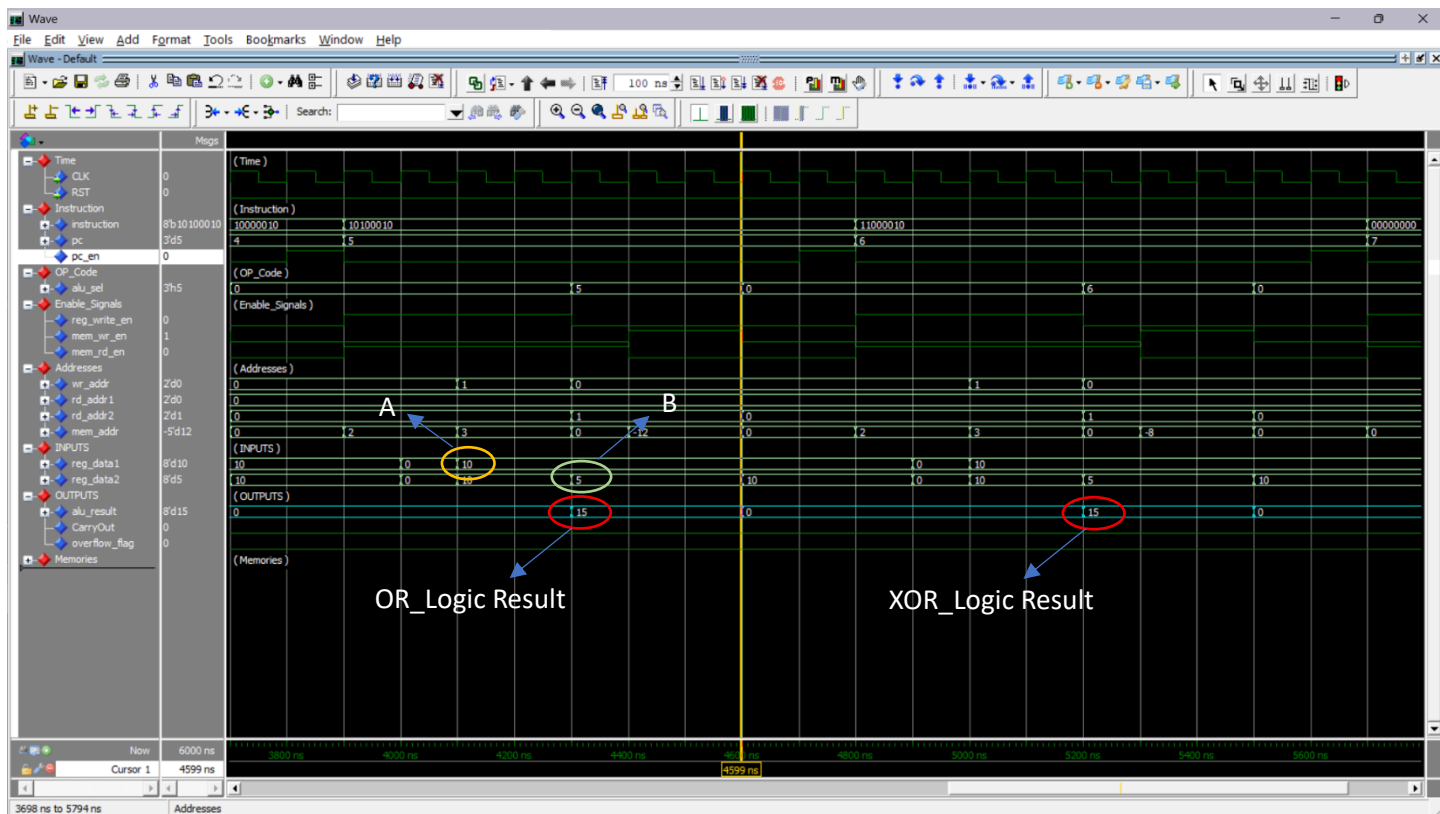 Wave
File Edit View Add Format Tools Bookmarks Window Help
Wave - Default
100 ns
Search:
Msgs
Time (Time)
CLK 0
RST 0
Instruction (Instruction)
instruction 8'b10100010 10000010 10100010 11000010 00000000
pc 3'd5 4 5 6 7
pc_en 0
OP_Code (OP_Code)
alu_sel 3'h5 0 5 0 6 0
Enable_Signals (Enable_Signals)
reg_write_en 0
mem_wr_en 1
mem_rd_en 0
Addresses (Addresses)
wr_addr 2'd0 0 1 0 1 0
rd_addr1 2'd0 0
A B
rd_addr2 2'd1 0 1 0 1 0
mem_addr -5'd12 0 2 3 0 -12 0 2 3 0 -8 0 0
INPUTS (INPUTS)
reg_data1 8'd10 10 0 10 0 10
reg_data2 8'd5 10 0 10 5 10 0 10 5 10
OUTPUTS (OUTPUTS)
alu_result 8'd15 0 15 0 15 0
CarryOut 0
overflow_flag 0
Memories (Memories)
OR_Logic Result XOR_Logic Result
Now 6000 ns 3800 ns 4000 ns 4200 ns 4400 ns 4600 ns 4800 ns 5000 ns 5200 ns 5400 ns 5600 ns
Cursor 1 4599 ns 4599 ns
3698 ns to 5794 ns Addresses